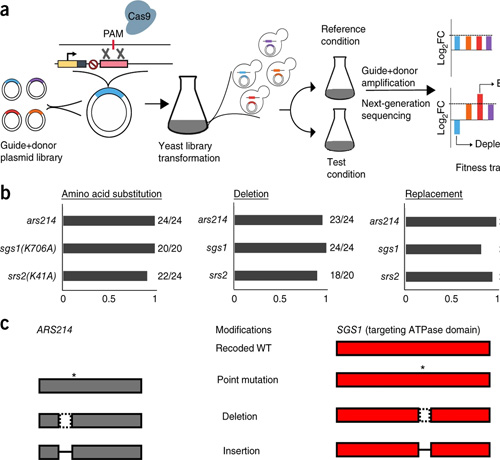 a
Cas9
PAM
Guide+donor
plasmid library
Yeast library
transformation
Reference
condition
Test
condition
Guide+donor
amplification
Next-generation
sequencing
Log2FC
Log2FC
Fitness
b
Amino acid substitution
ars214 24/24
sgs1(K706A) 20/20
srs2(K41A) 22/24
0 0.5 1
Deletion
ars214 23/24
sgs1 24/24
srs2 18/20
0 0.5 1
Replacement
ars214
sgs1
srs2
0 0.5 1
c
ARS214 Modifications SGS1 (targeting ATPase domain)
Recoded WT
* Point mutation *
Deletion
Insertion